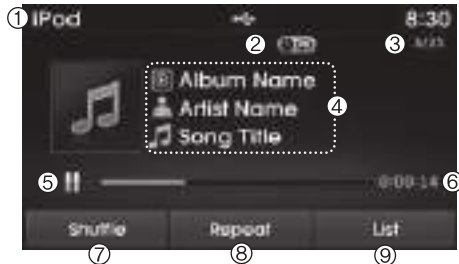 ① iPod 8:30
② ③
Album Name
Artist Name ④
Song Title
⑤ 0:00:14 ⑥
Shuffle Repeat List
⑦ ⑧ ⑨